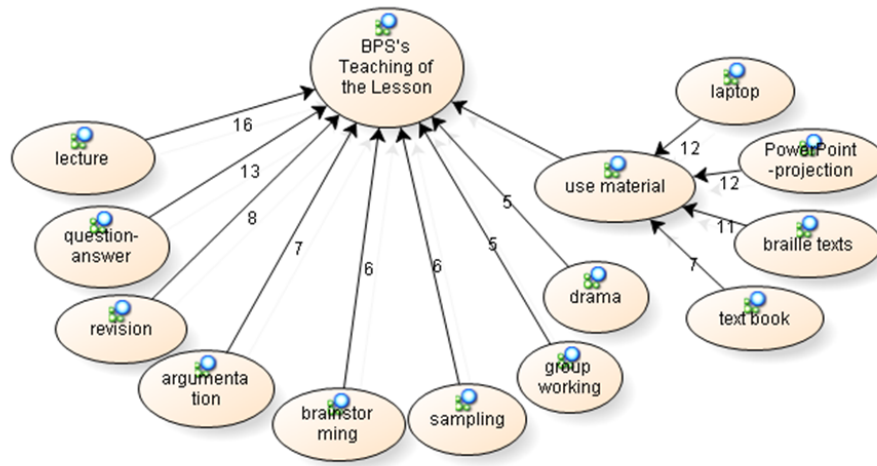 BPS's
Teaching of
the Lesson
laptop
16
lecture
12
PowerPoint
-projection
use material
12
13
question-
answer
8
5
11
braille texts
7
5
6
6
7
drama
text book
revision
argumenta
tion
group
working
brainstor
ming
sampling